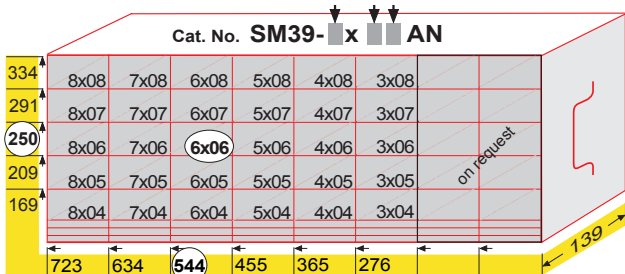 Cat. No. SM39- x AN
334 8x08 7x08 6x08 5x08 4x08 3x08
291 8x07 7x07 6x07 5x07 4x07 3x07
250 8x06 7x06 6x06 5x06 4x06 3x06
209 8x05 7x05 6x05 5x05 4x05 3x05
169 8x04 7x04 6x04 5x04 4x04 3x04
on request
723 634 544 455 365 276
139